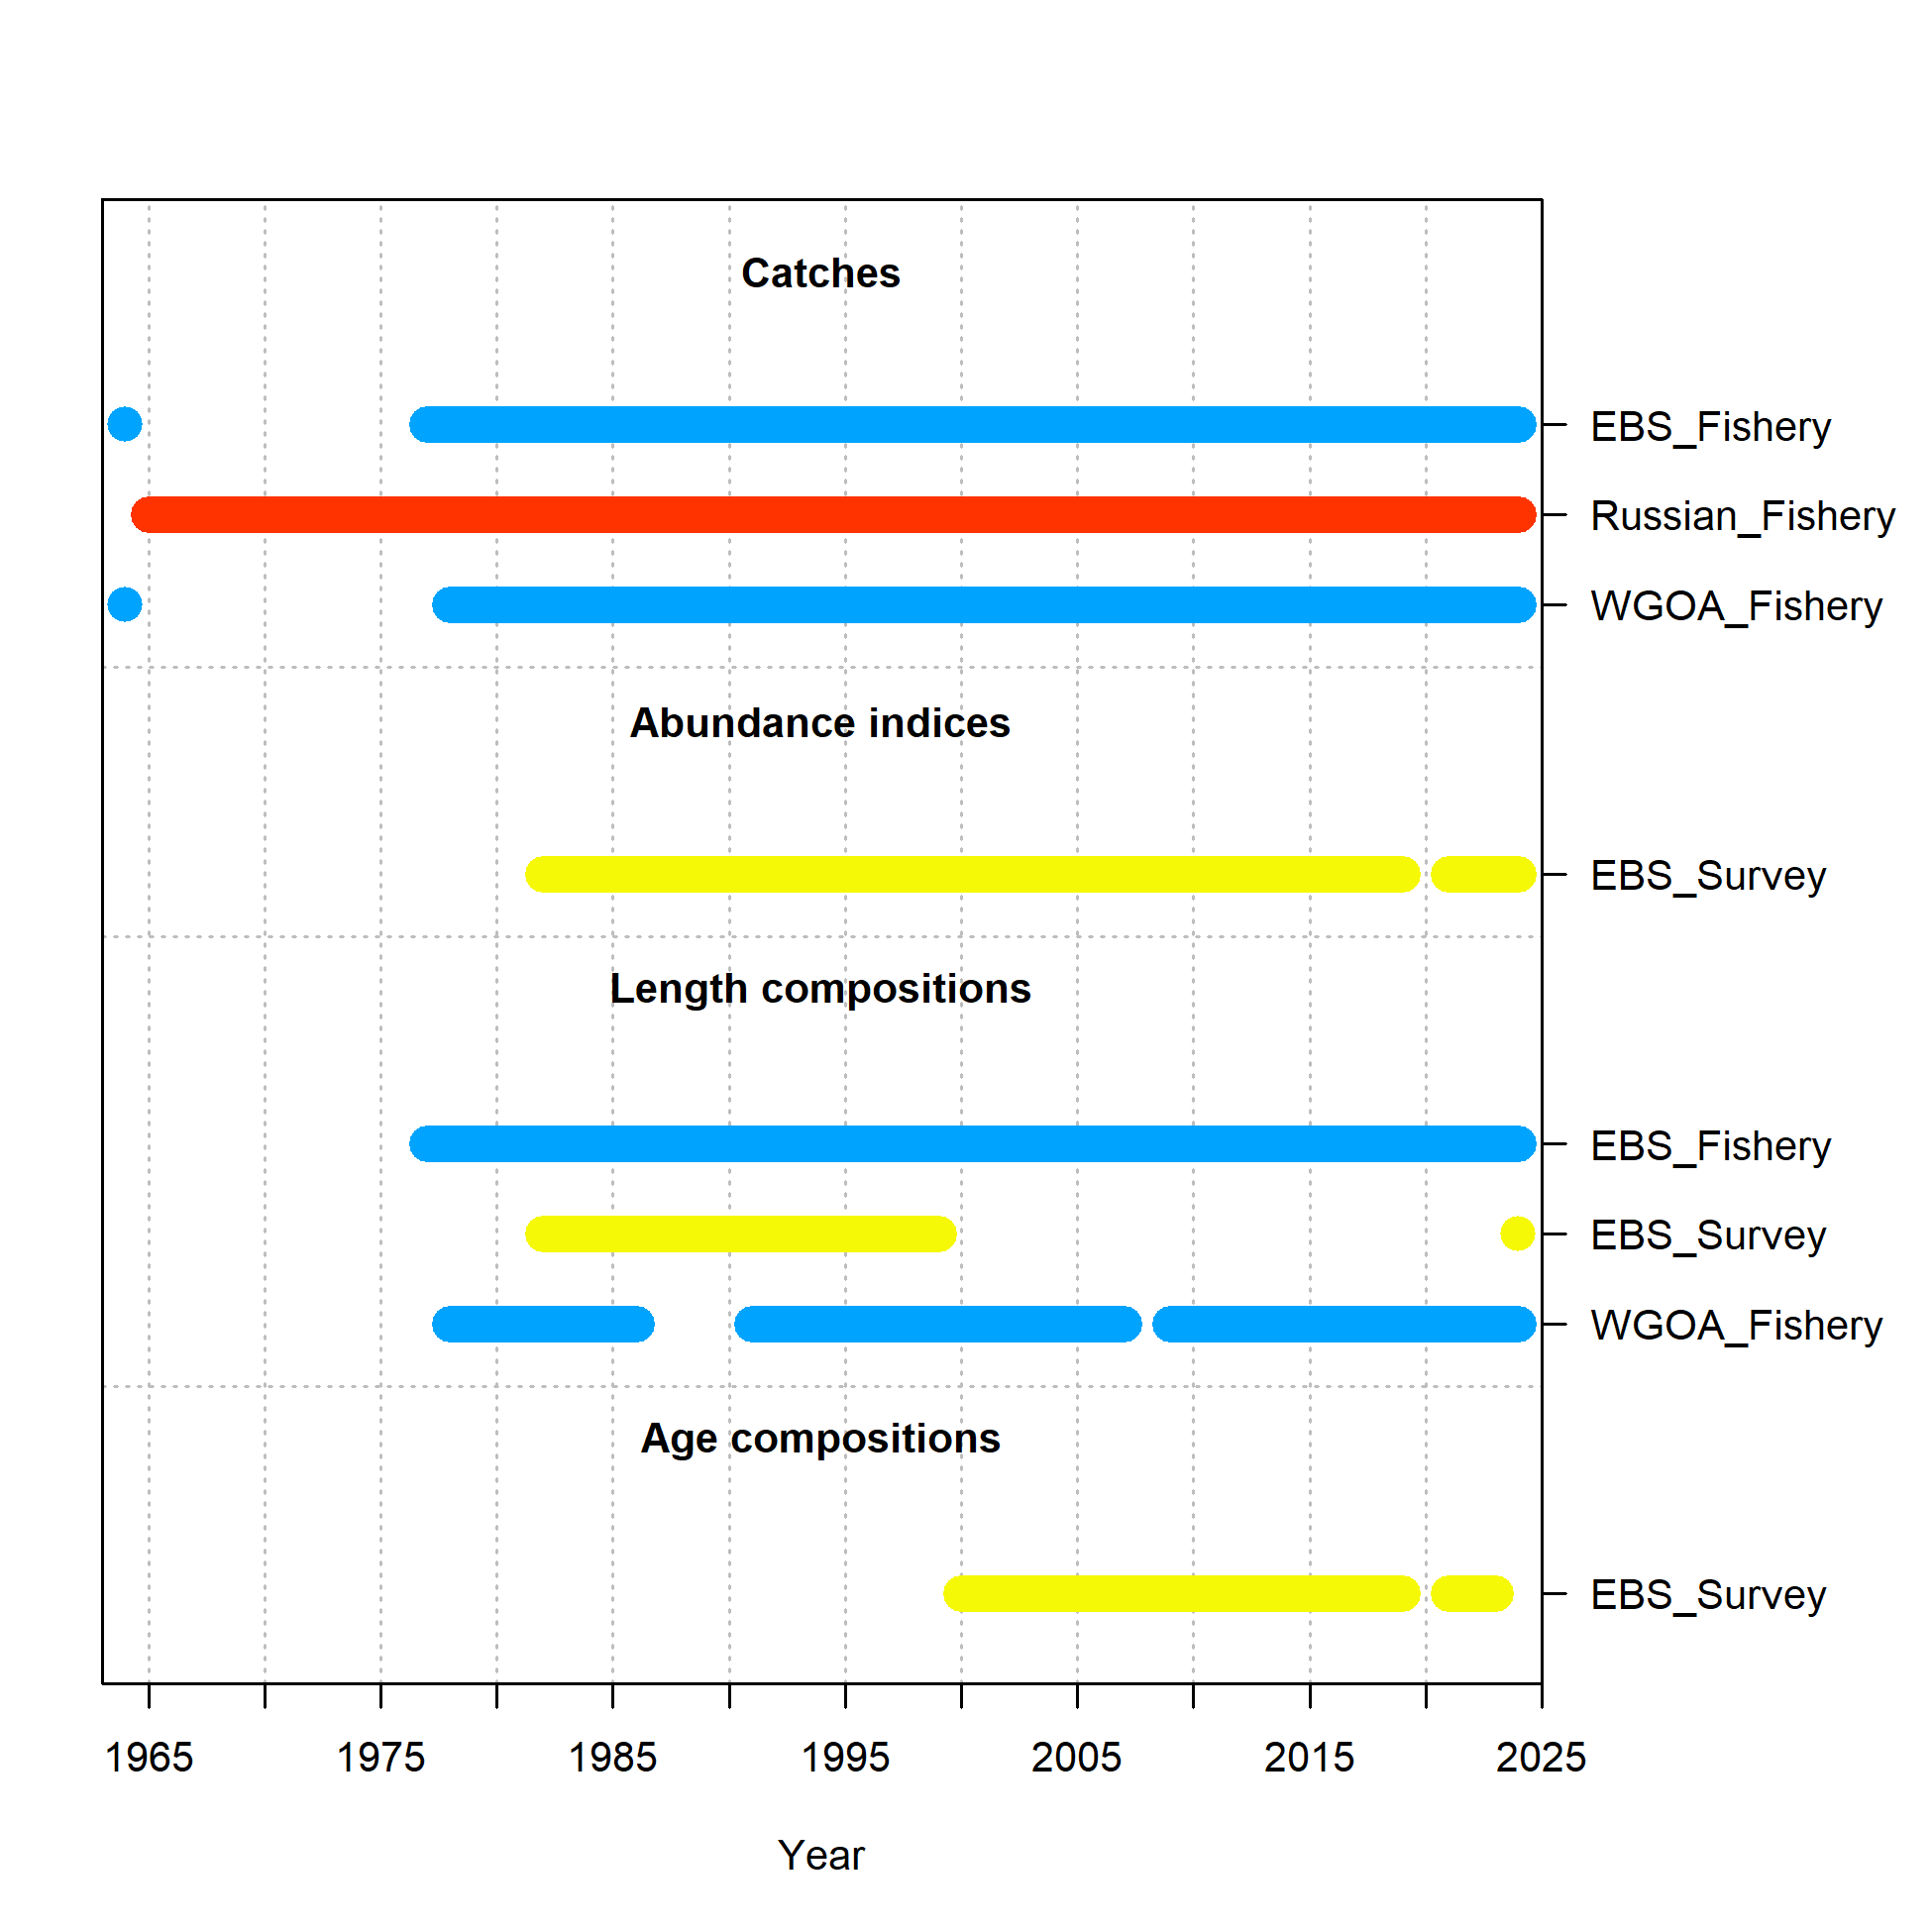 Catches
EBS_Fishery
Russian_Fishery
WGOA_Fishery
Abundance indices
EBS_Survey
Length compositions
EBS_Fishery
EBS_Survey
WGOA_Fishery
Age compositions
EBS_Survey
1965 1975 1985 1995 2005 2015 2025
Year